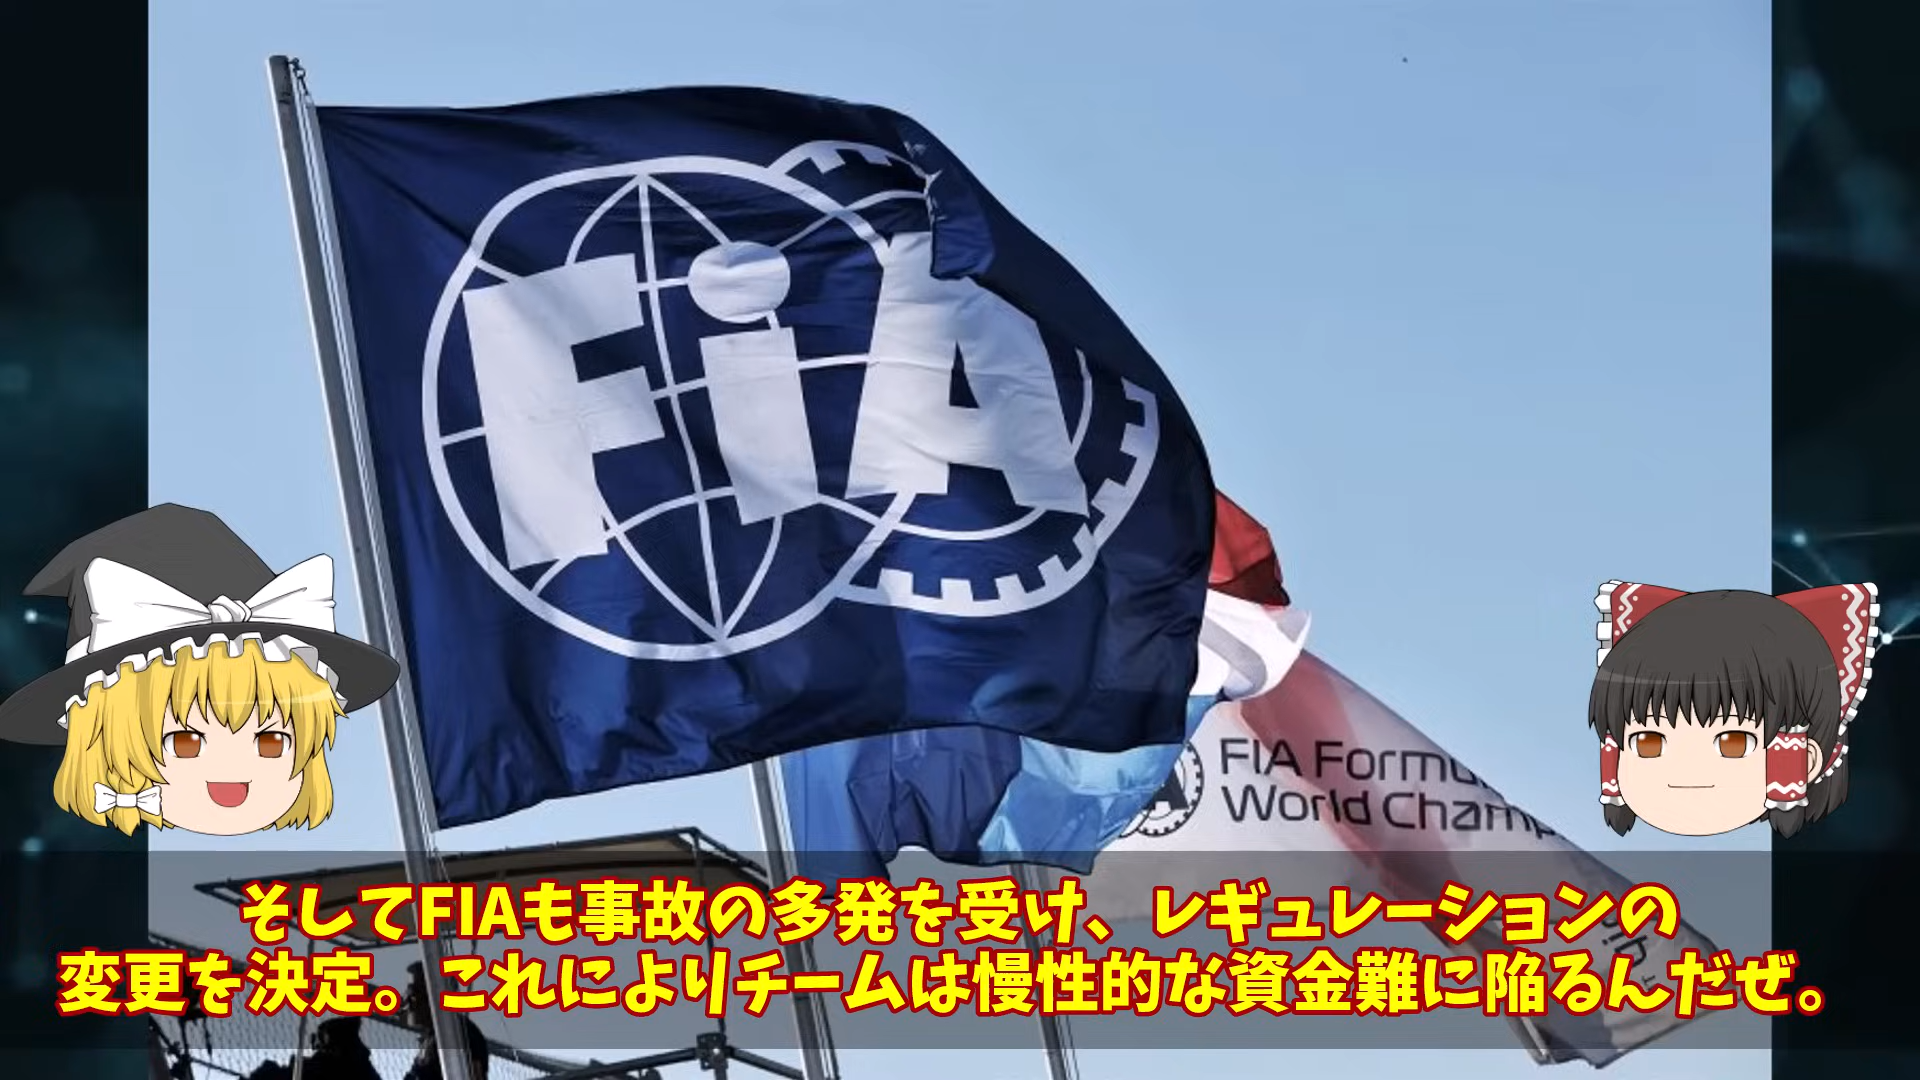 FiA
FIA Formu
World Champ
そしてFIAも事故の多発を受け、レギュレーションの
変更を決定。これによりチームは慢性的な資金難に陥るんだぜ。